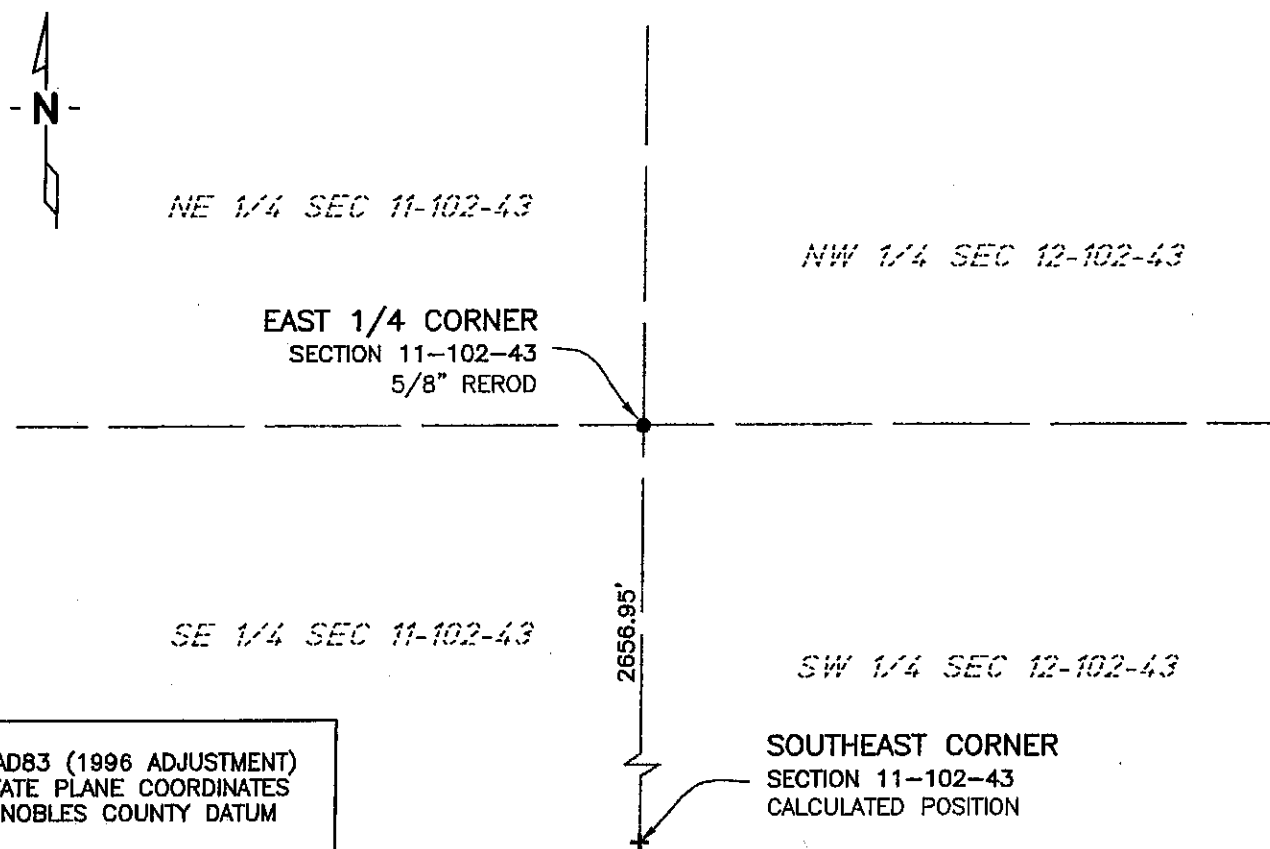 - N -
NE 1/4 SEC 11-102-43
NW 1/4 SEC 12-102-43
EAST 1/4 CORNER
SECTION 11-102-43
5/8" REROD
2656.95'
SE 1/4 SEC 11-102-43
SW 1/4 SEC 12-102-43
AD83 (1996 ADJUSTMENT)
ATE PLANE COORDINATES
NOBLES COUNTY DATUM
SOUTHEAST CORNER
SECTION 11-102-43
CALCULATED POSITION